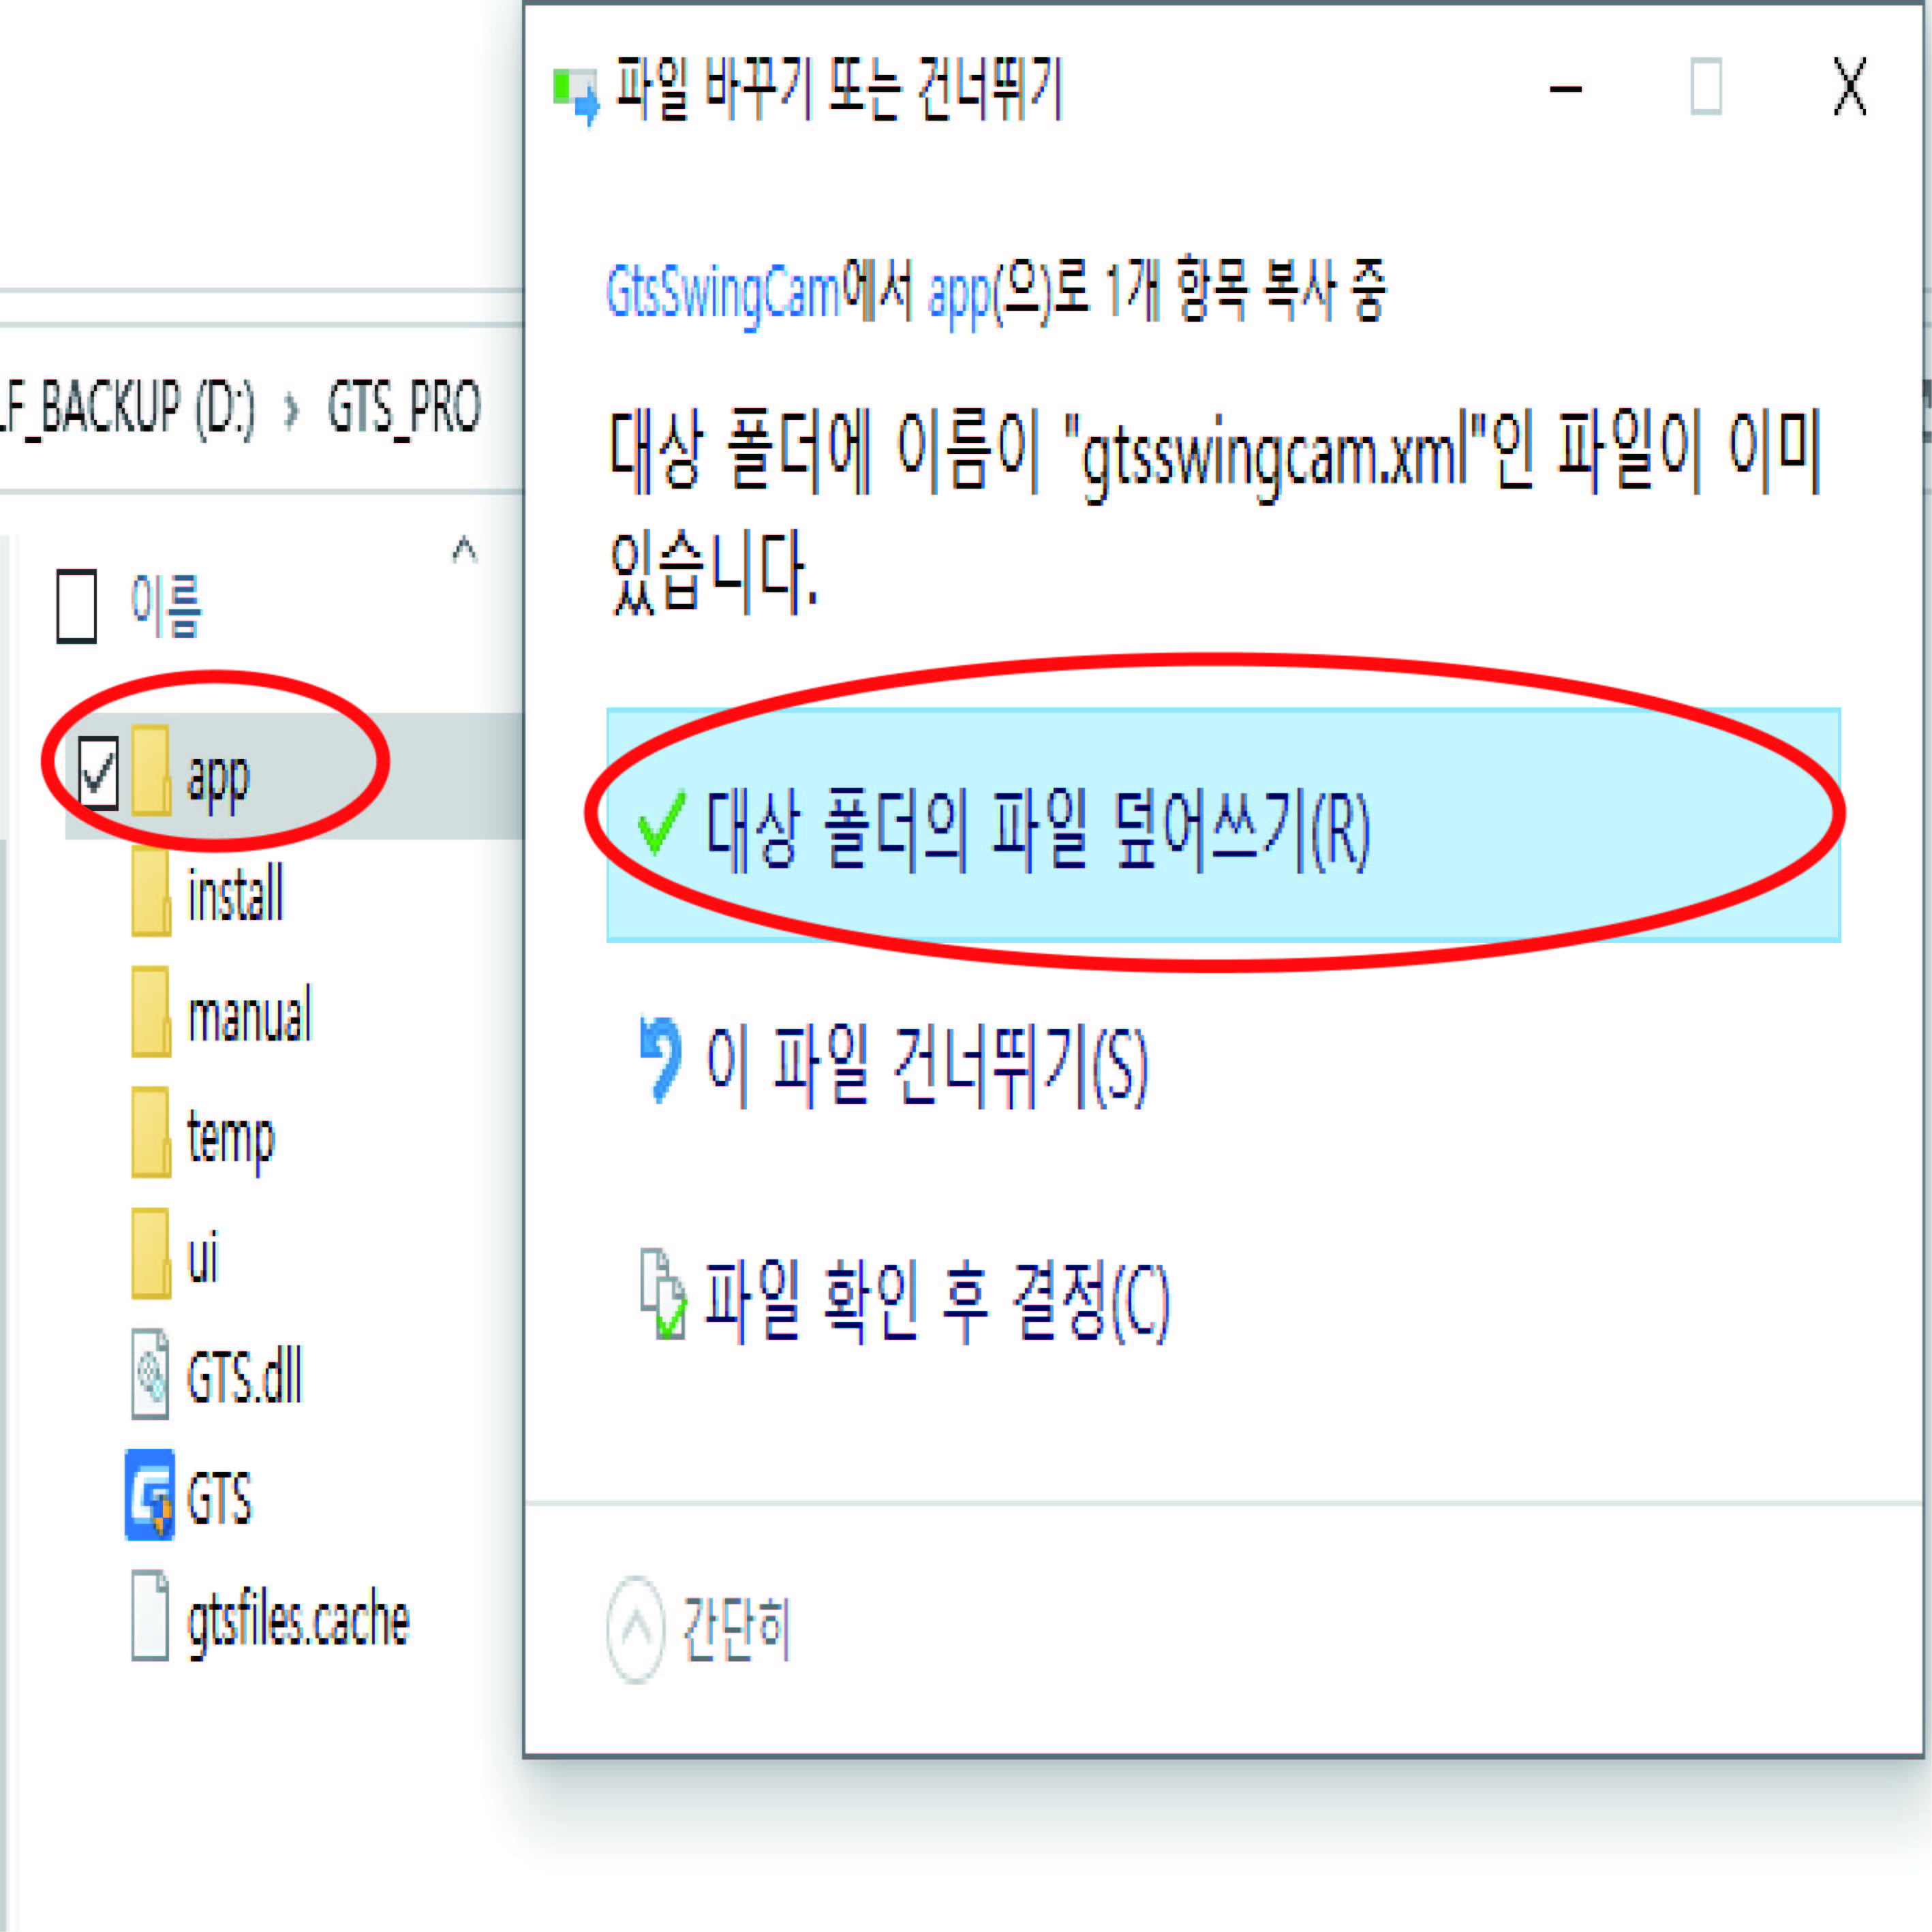 파일 바꾸기 또는 건너뛰기
GtsSwingCam에서 app(으)로 1개 항목 복사 중
대상 폴더에 이름이 "gtsswingcam.xml"인 파일이 이미
있습니다.
대상 폴더의 파일 덮어쓰기(R)
이 파일 건너뛰기(S)
파일 확인 후 결정(C)
간단히
LF_BACKUP (D:) › GTS_PRO
이름
app
install
manual
temp
ui
GTS.dll
GTS
gtsfiles.cache